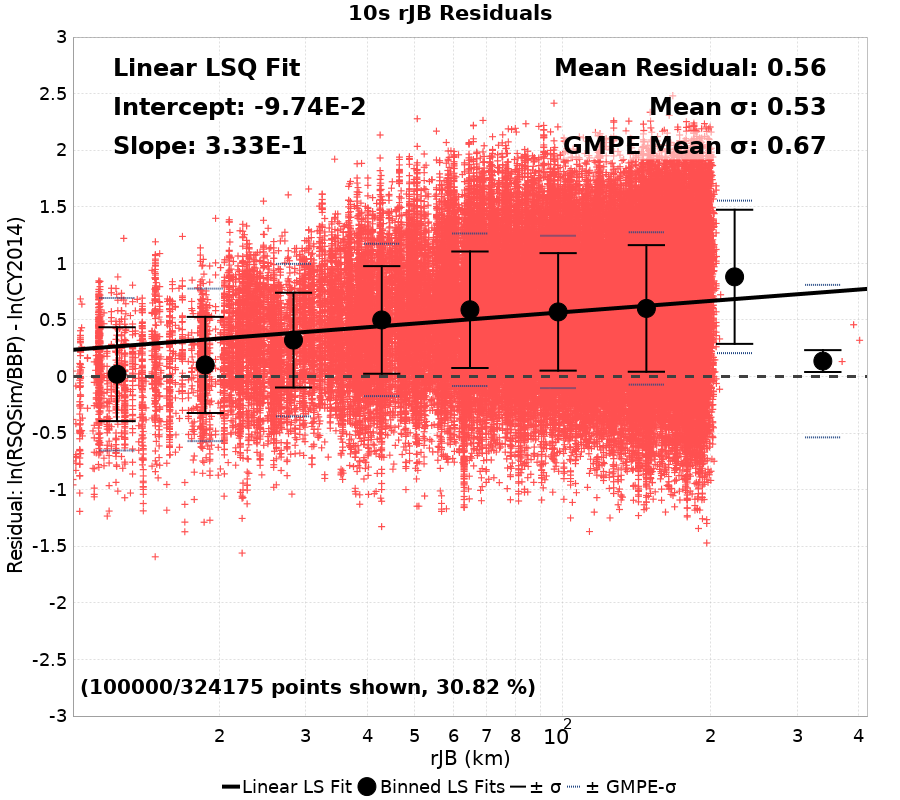 10s rJB Residuals
Linear LSQ Fit
Intercept: -9.74E-2
Slope: 3.33E-1
Mean Residual: 0.56
Mean σ: 0.53
GMPE Mean σ: 0.67
3
2.5
2
1.5
1
0.5
0
-0.5
-1
-1.5
-2
-2.5
-3
Residual: ln(RSQSim/BBP) - ln(CY2014)
(100000/324175 points shown, 30.82 %)
2 3 4 5 6 7 8 10² 2 3 4
rJB (km)
Linear LS Fit Binned LS Fits ± σ ± GMPE-σ